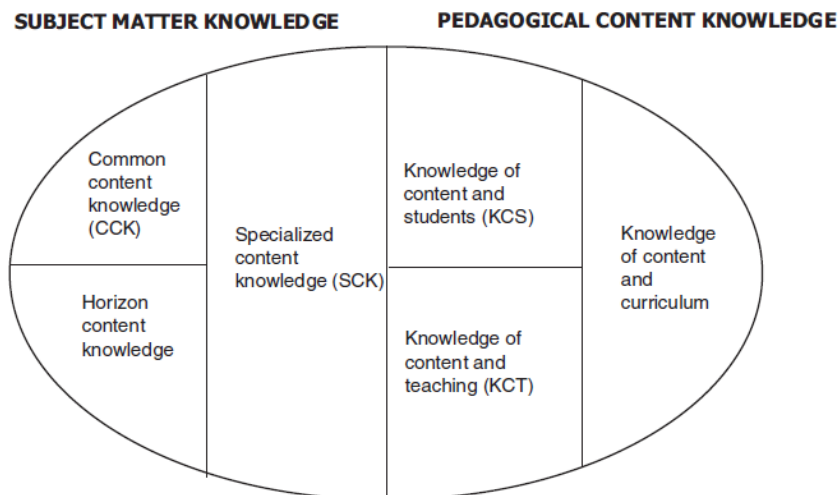 SUBJECT MATTER KNOWLEDGE
PEDAGOGICAL CONTENT KNOWLEDGE
Common
content
knowledge
(CCK)
Horizon
content
knowledge
Specialized
content
knowledge (SCK)
Knowledge of
content and
students (KCS)
Knowledge of
content and
teaching (KCT)
Knowledge
of content
and
curriculum